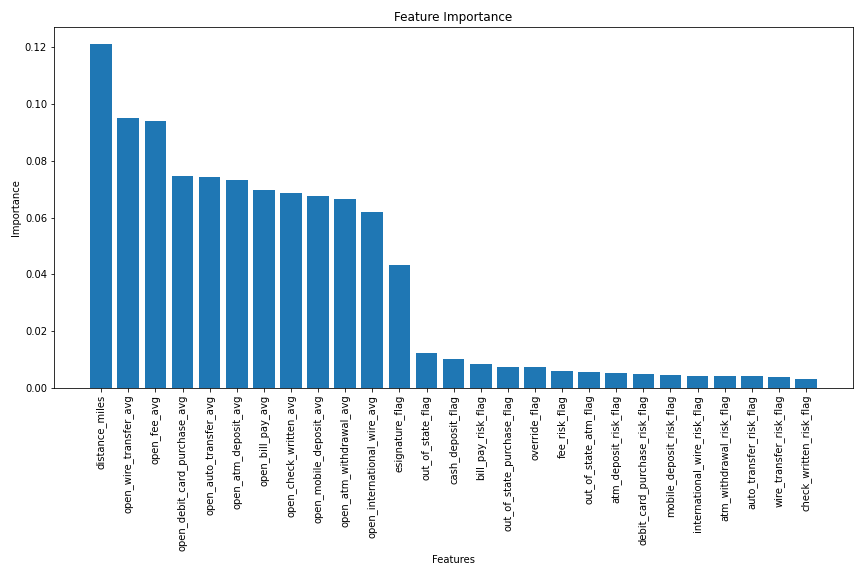 Feature Importance
Importance
0.12
0.10
0.08
0.06
0.04
0.02
0.00
distance_miles
open_wire_transfer_avg
open_fee_avg
open_debit_card_purchase_avg
open_auto_transfer_avg
open_atm_deposit_avg
open_bill_pay_avg
open_check_written_avg
open_mobile_deposit_avg
open_atm_withdrawal_avg
open_international_wire_avg
esignature_flag
out_of_state_flag
cash_deposit_flag
bill_pay_risk_flag
out_of_state_purchase_flag
override_flag
fee_risk_flag
out_of_state_atm_flag
atm_deposit_risk_flag
debit_card_purchase_risk_flag
mobile_deposit_risk_flag
international_wire_risk_flag
atm_withdrawal_risk_flag
auto_transfer_risk_flag
wire_transfer_risk_flag
check_written_risk_flag
Features